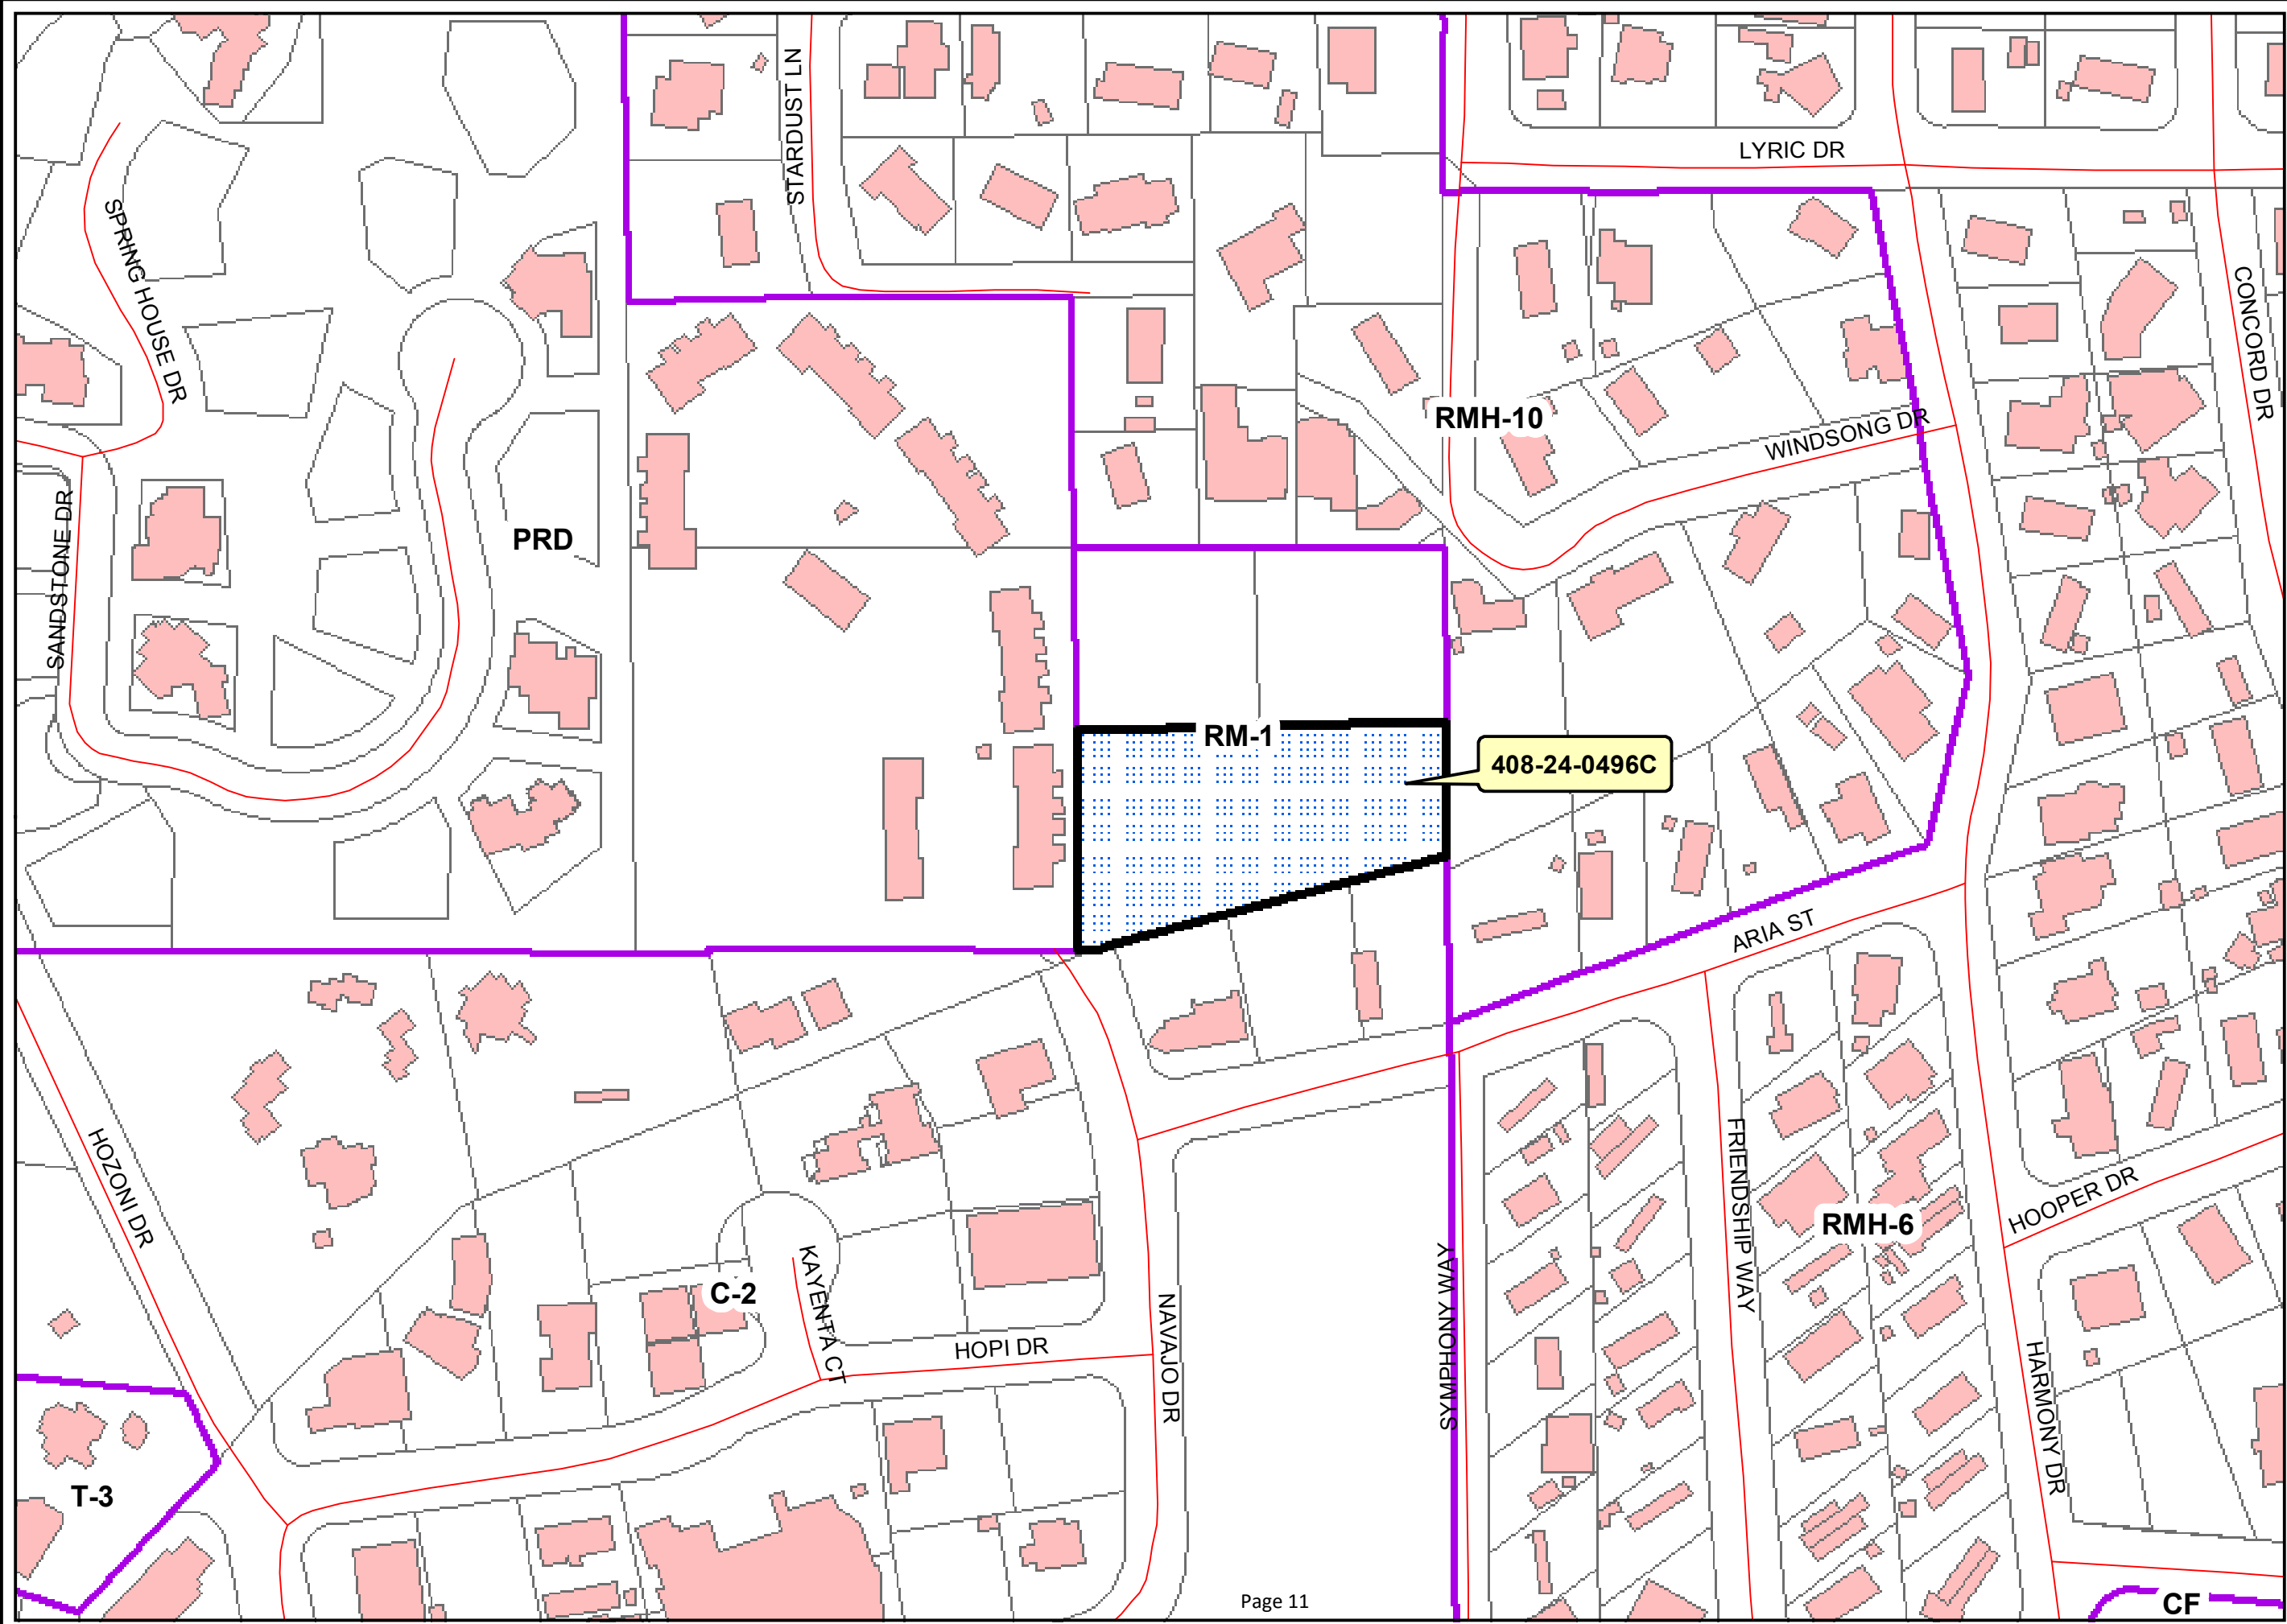 STARDUST LN
LYRIC DR
SPRING HOUSE DR
CONCORD DR
RMH-10
WINDSONG DR
SANDSTONE DR
PRD
RM-1
408-24-0496C
ARIA ST
HOZONI DR
FRIENDSHIP WAY
HOOPER DR
RMH-6
KAYENTA CT
C-2
SYMPHONY WAY
NAVAJO DR
HOPI DR
HARMONY DR
T-3
Page 11
CF